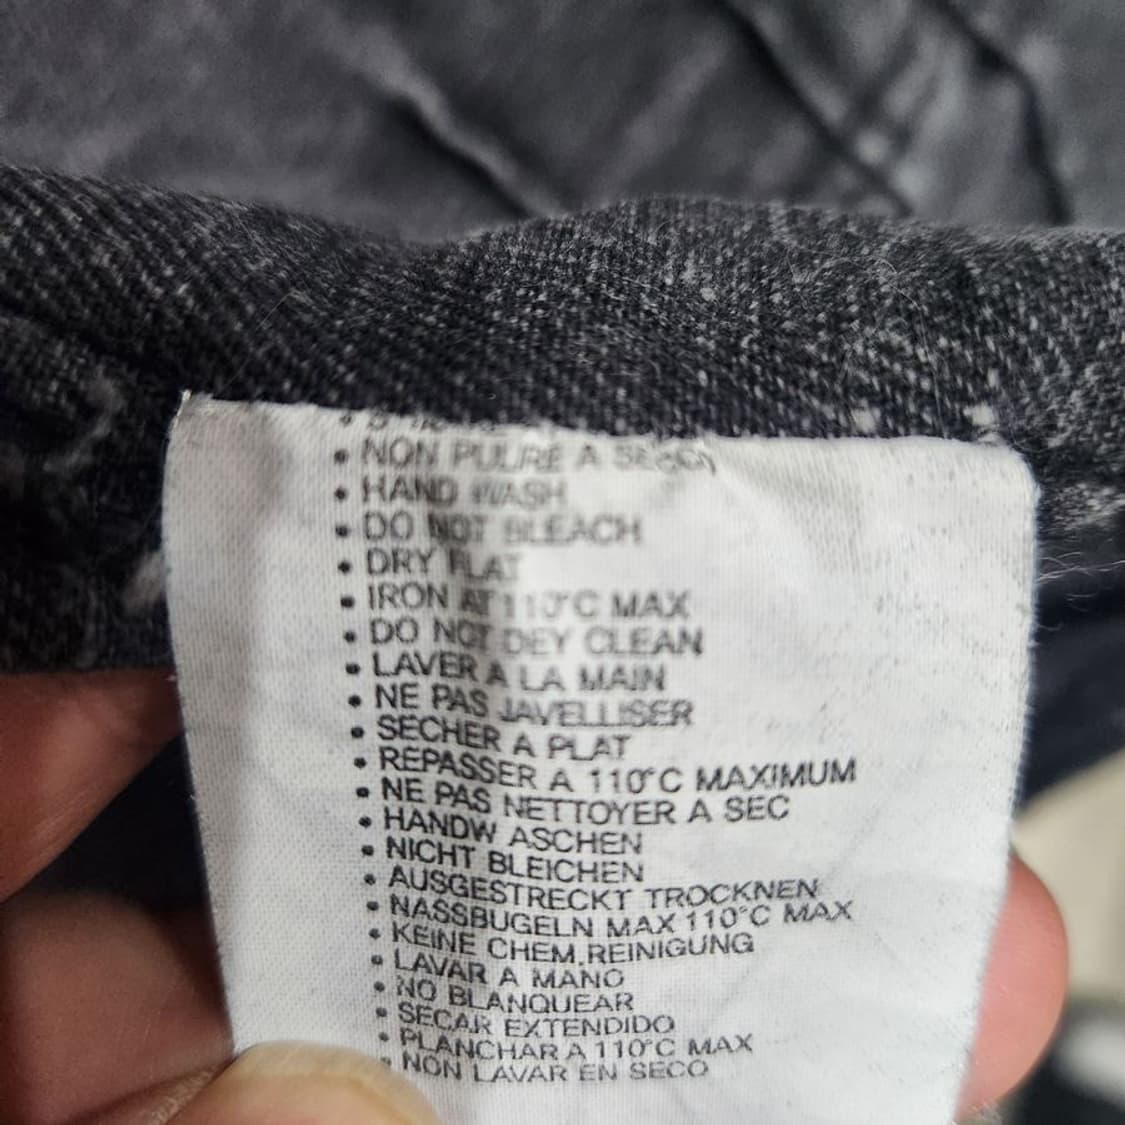 • NON PULIRE A SECCO
• HAND WASH
• DO NOT BLEACH
• DRY FLAT
• IRON AT 110°C MAX
• DO NOT DEY CLEAN
• LAVER A LA MAIN
• NE PAS JAVELLISER
• SECHER A PLAT
• REPASSER A 110°C MAXIMUM
• NE PAS NETTOYER A SEC
• HANDW ASCHEN
• NICHT BLEICHEN
• AUSGESTRECKT TROCKNEN
• NASSBUGELN MAX 110°C MAX
• KEINE CHEM.REINIGUNG
• LAVAR A MANO
• NO BLANQUEAR
• SECAR EXTENDIDO
• PLANCHAR A 110°C MAX
• NON LAVAR EN SECO